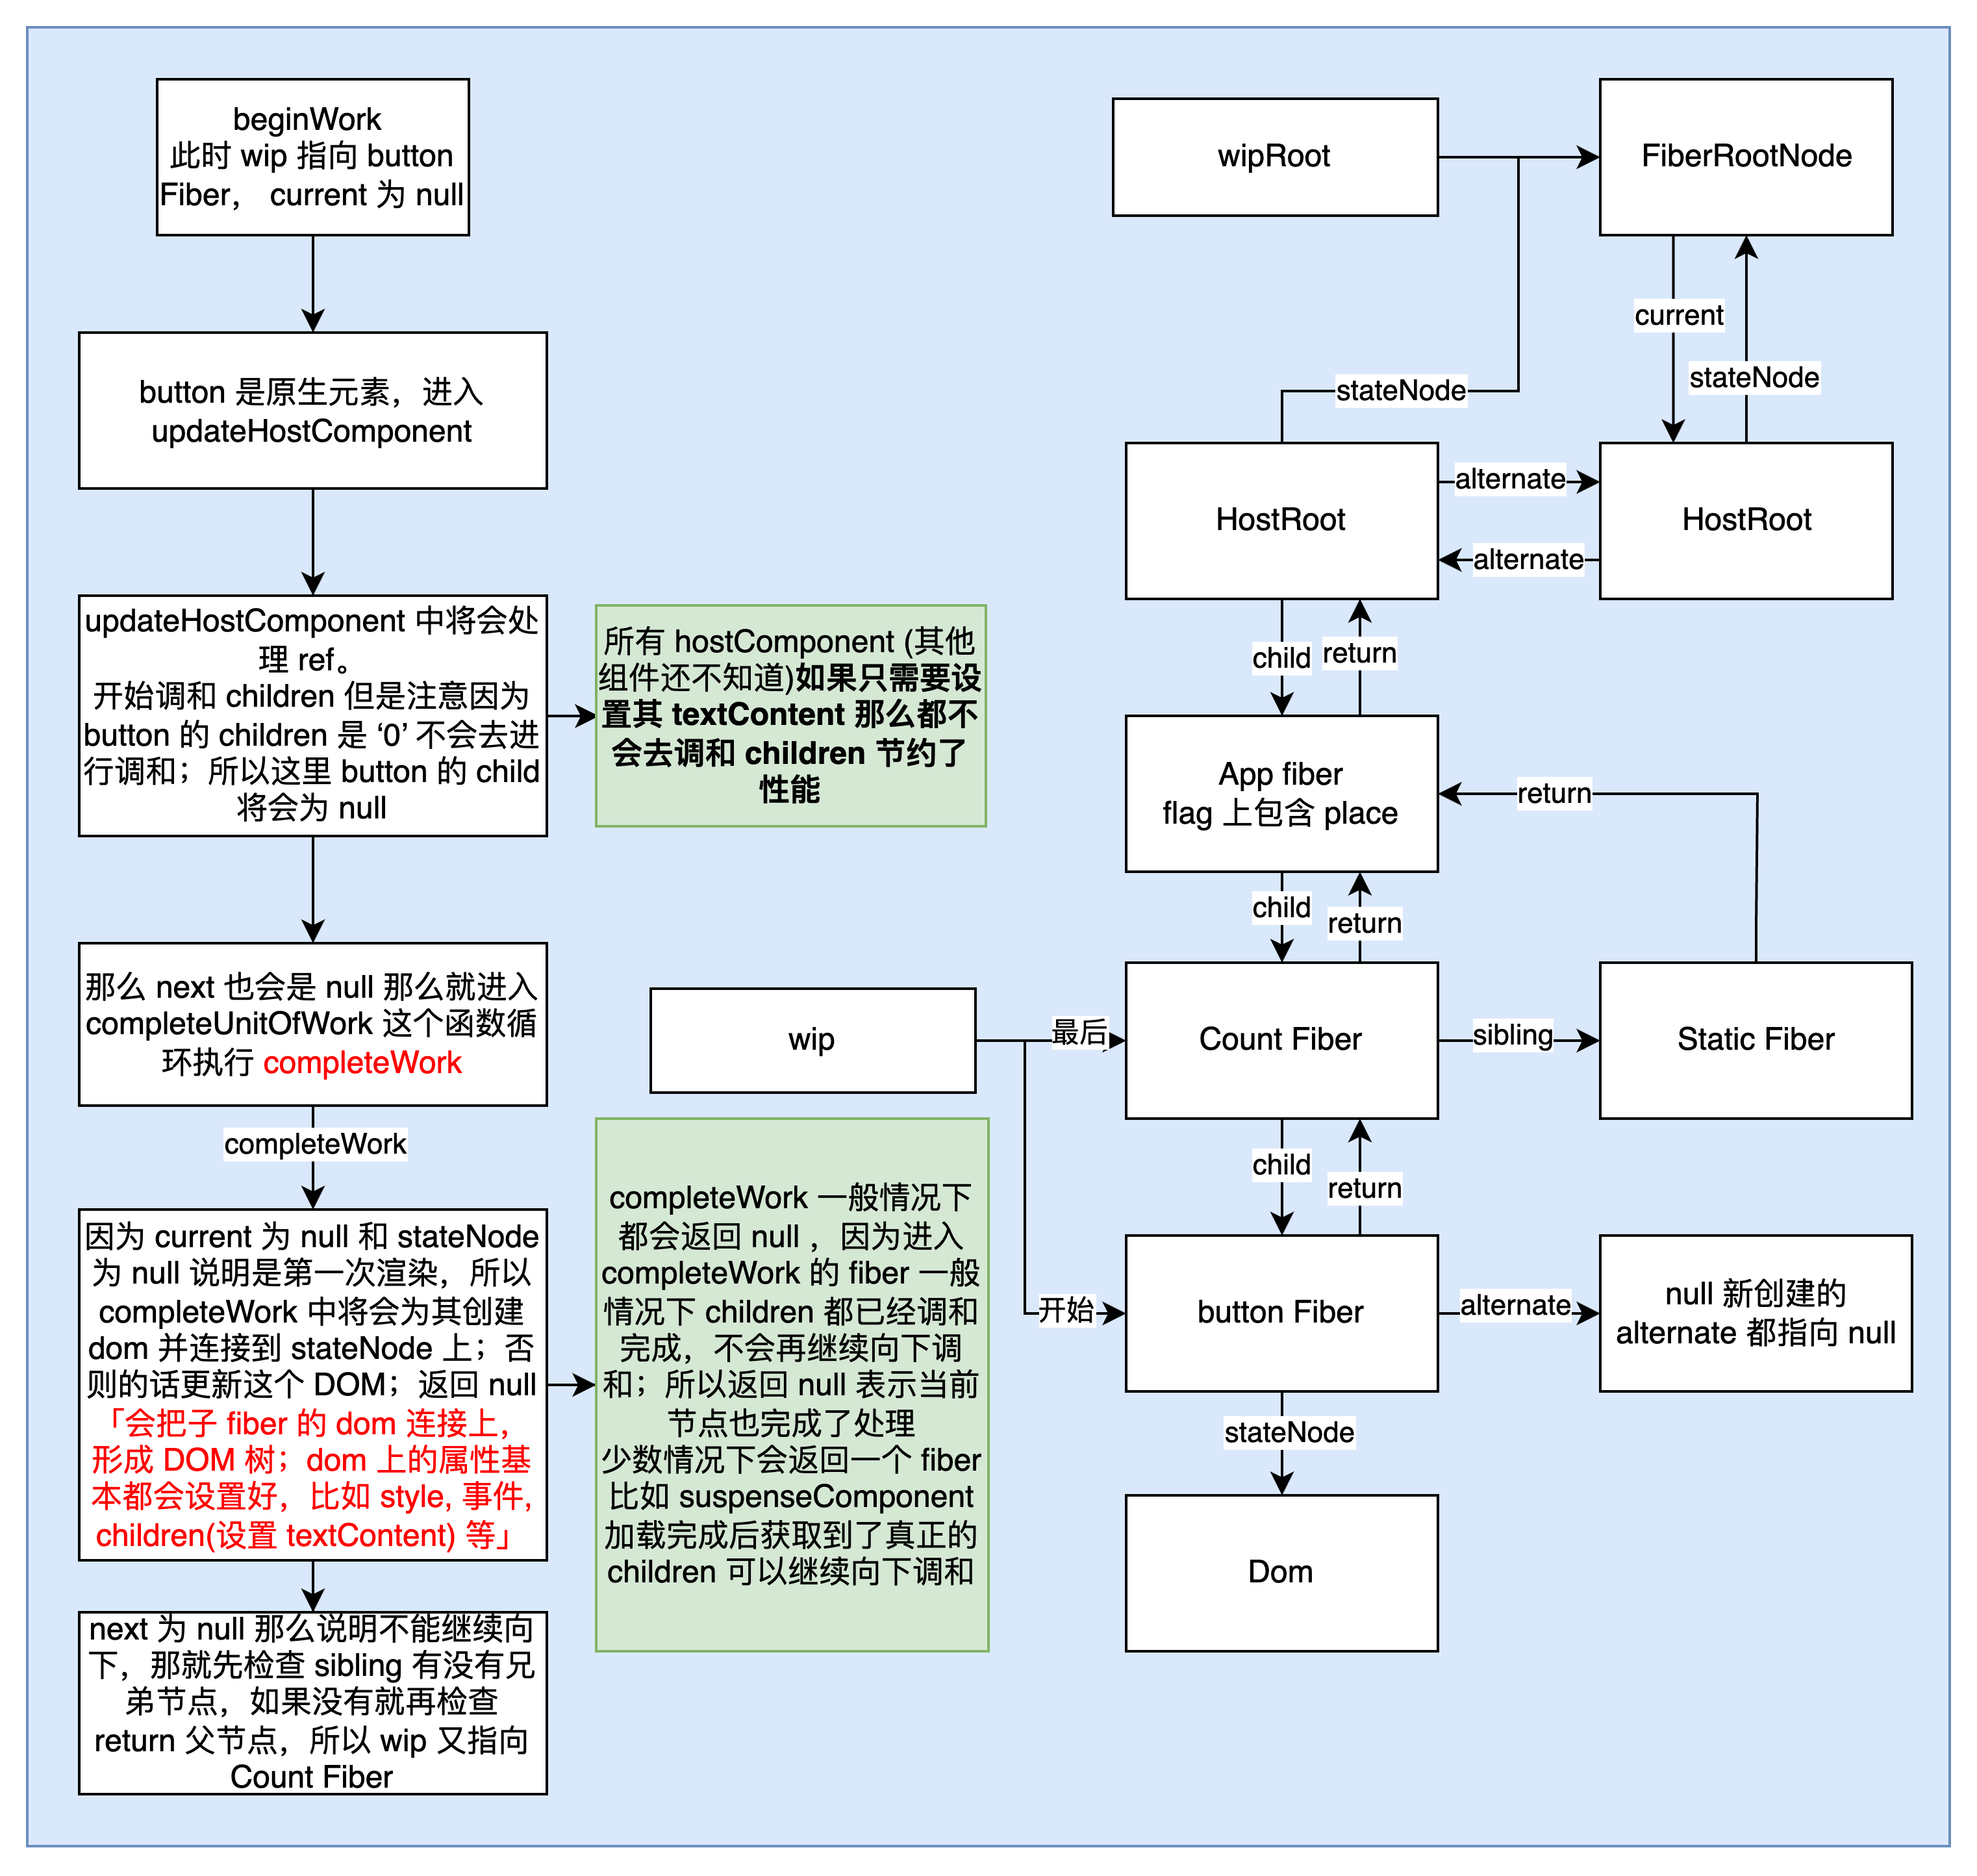 beginWork
此时 wip 指向 button
Fiber， current 为 null
button 是原生元素，进入
updateHostComponent
updateHostComponent 中将会处
理 ref。
开始调和 children 但是注意因为
button 的 children 是 ‘0’ 不会去进
行调和；所以这里 button 的 child
将会为 null
所有 hostComponent (其他
组件还不知道)如果只需要设
置其 textContent 那么都不
会去调和 children 节约了
性能
那么 next 也会是 null 那么就进入
completeUnitOfWork 这个函数循
环执行 completeWork
completeWork
因为 current 为 null 和 stateNode
为 null 说明是第一次渲染，所以
completeWork 中将会为其创建
dom 并连接到 stateNode 上；否
则的话更新这个 DOM；返回 null
「会把子 fiber 的 dom 连接上，
形成 DOM 树；dom 上的属性基
本都会设置好，比如 style, 事件,
children(设置 textContent) 等」
completeWork 一般情况下
都会返回 null ，因为进入
completeWork 的 fiber 一般
情况下 children 都已经调和
完成，不会再继续向下调
和；所以返回 null 表示当前
节点也完成了处理
少数情况下会返回一个 fiber
比如 suspenseComponent
加载完成后获取到了真正的
children 可以继续向下调和
next 为 null 那么说明不能继续向
下，那就先检查 sibling 有没有兄
弟节点，如果没有就再检查
return 父节点，所以 wip 又指向
Count Fiber
wipRoot
FiberRootNode
current
stateNode
stateNode
HostRoot
alternate
alternate
HostRoot
child
return
App fiber
flag 上包含 place
return
child
return
wip
最后
Count Fiber
sibling
Static Fiber
child
return
开始
button Fiber
alternate
null 新创建的
alternate 都指向 null
stateNode
Dom